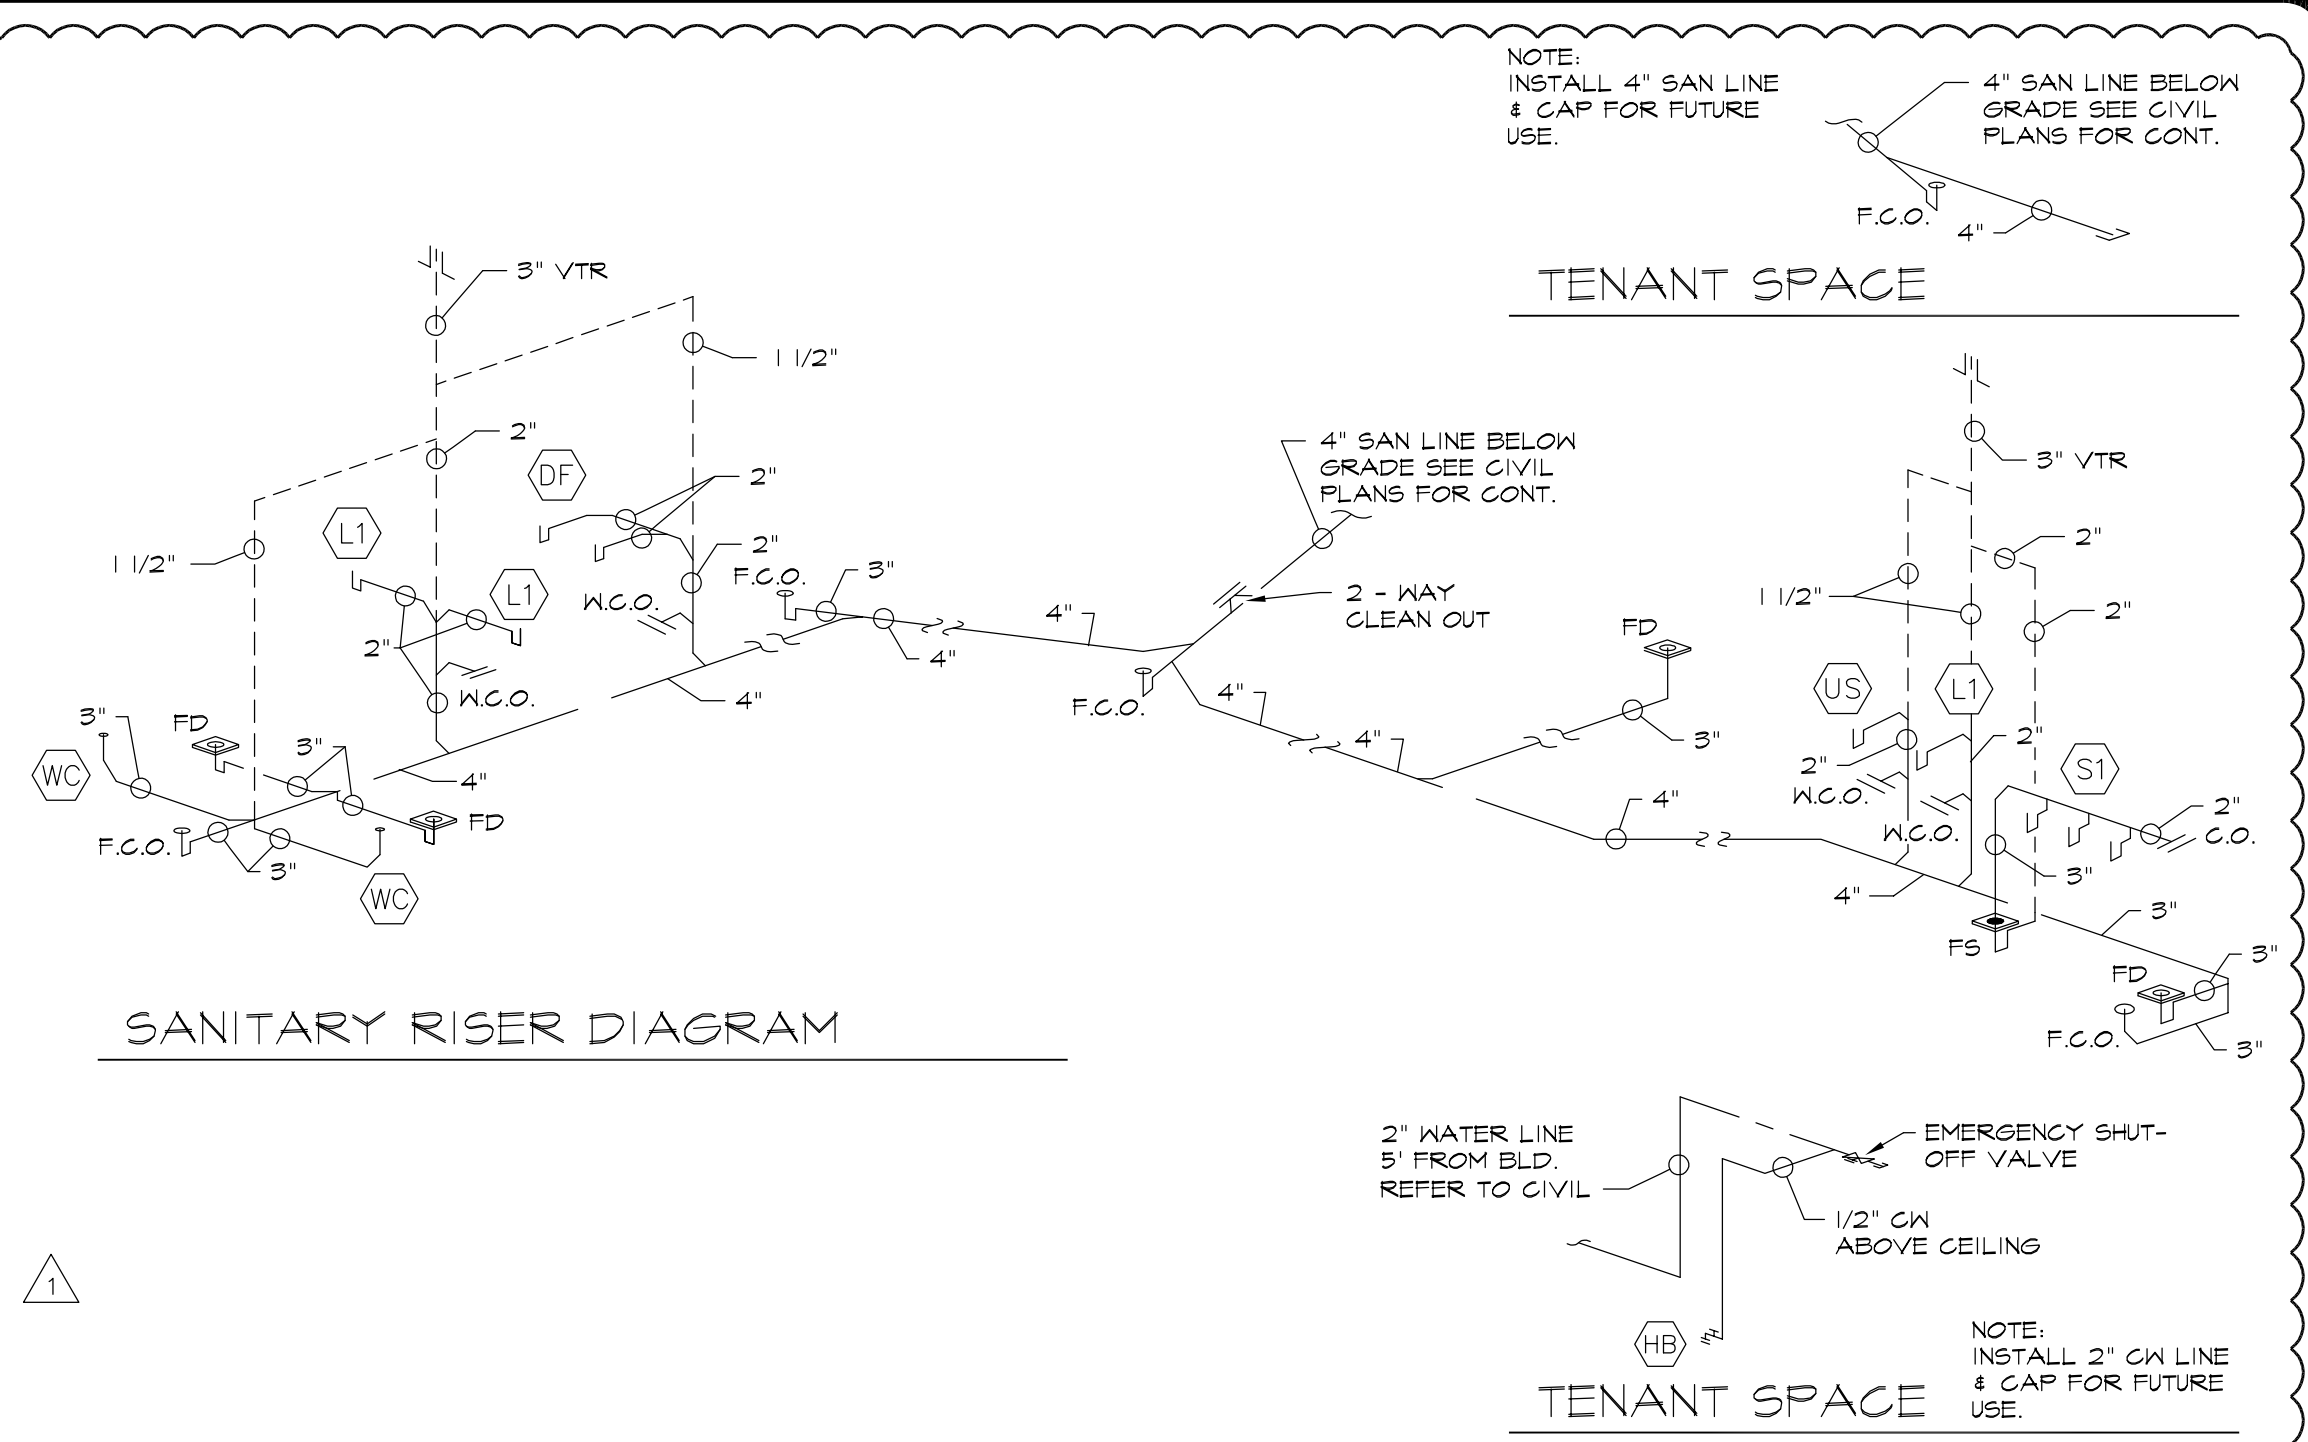 NOTE:
INSTALL 4" SAN LINE
& CAP FOR FUTURE
USE.
4" SAN LINE BELOW
GRADE SEE CIVIL
PLANS FOR CONT.
F.C.O.
4"
TENANT SPACE
3" VTR
1 1/2"
2"
DF
2"
L1
1 1/2"
L1
2"
F.C.O.
W.C.O.
3"
2"
W.C.O.
4"
4"
4"
4" SAN LINE BELOW
GRADE SEE CIVIL
PLANS FOR CONT.
2 - WAY
CLEAN OUT
F.C.O.
4"
4"
FD
3"
4"
3" VTR
2"
1 1/2"
2"
US
L1
2"
2"
W.C.O.
W.C.O.
S1
2"
C.O.
3"
4"
FS
3"
3"
FD
F.C.O.
3"
3"
FD
3"
WC
4"
FD
F.C.O.
3"
WC
SANITARY RISER DIAGRAM
2" WATER LINE
5' FROM BLD.
REFER TO CIVIL
EMERGENCY SHUT-
OFF VALVE
1/2" CW
ABOVE CEILING
1
HB
NOTE:
INSTALL 2" CW LINE
& CAP FOR FUTURE
USE.
TENANT SPACE